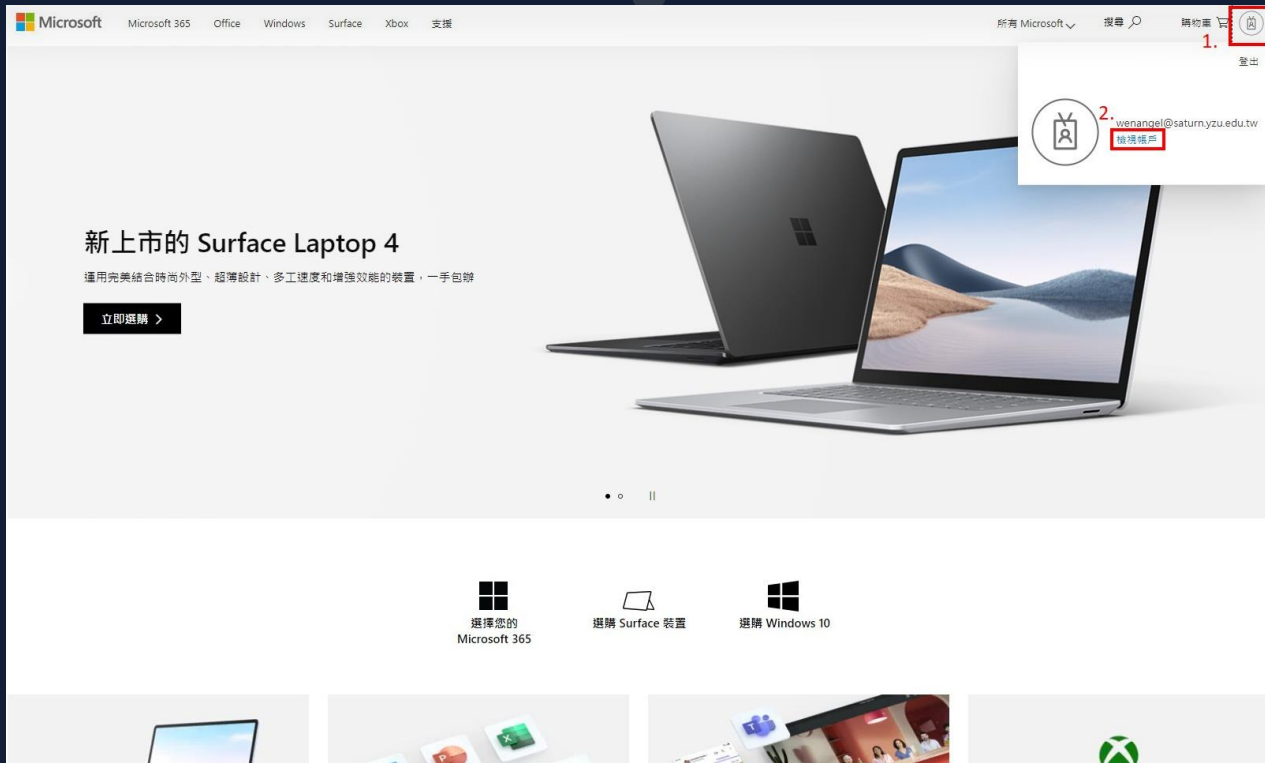 Microsoft Microsoft 365 Office Windows Surface Xbox 支援 所有 Microsoft 搜尋 購物車
1.
登出
2.
wenangel@saturn.yzu.edu.tw
檢視帳戶
新上市的 Surface Laptop 4
運用完美結合時尚外型、超薄設計、多工速度和增強效能的裝置，一手包辦
立即選購
選擇您的
Microsoft 365
選購 Surface 裝置
選購 Windows 10